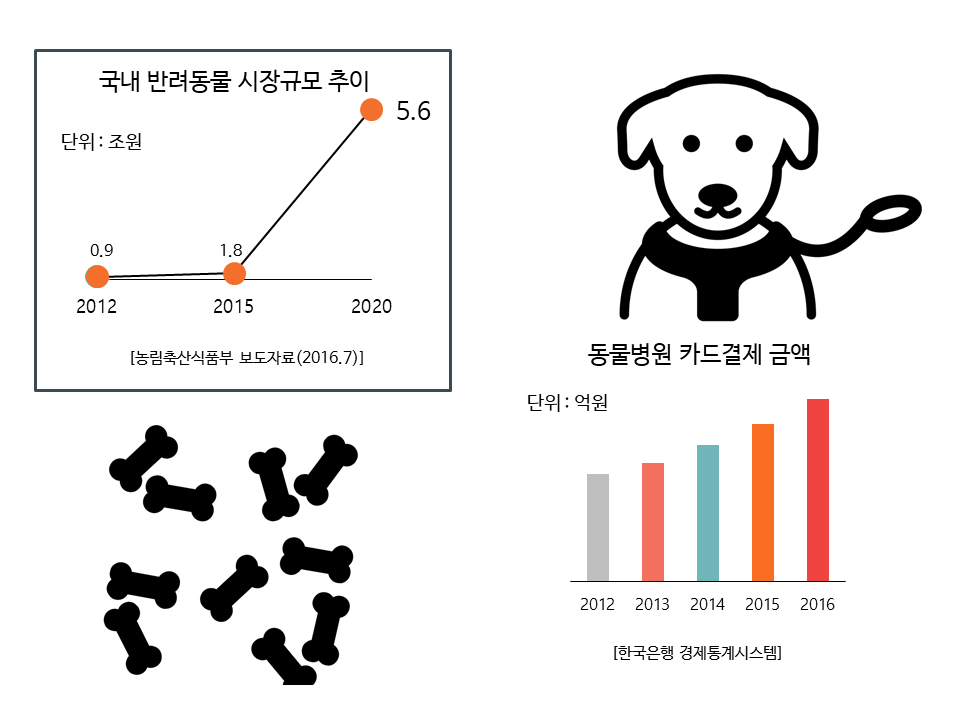 국내 반려동물 시장규모 추이
단위 : 조원
5.6
0.9
1.8
2012 2015 2020
[농림축산식품부 보도자료(2016.7)]
동물병원 카드결제 금액
단위 : 억원
2012 2013 2014 2015 2016
[한국은행 경제통계시스템]